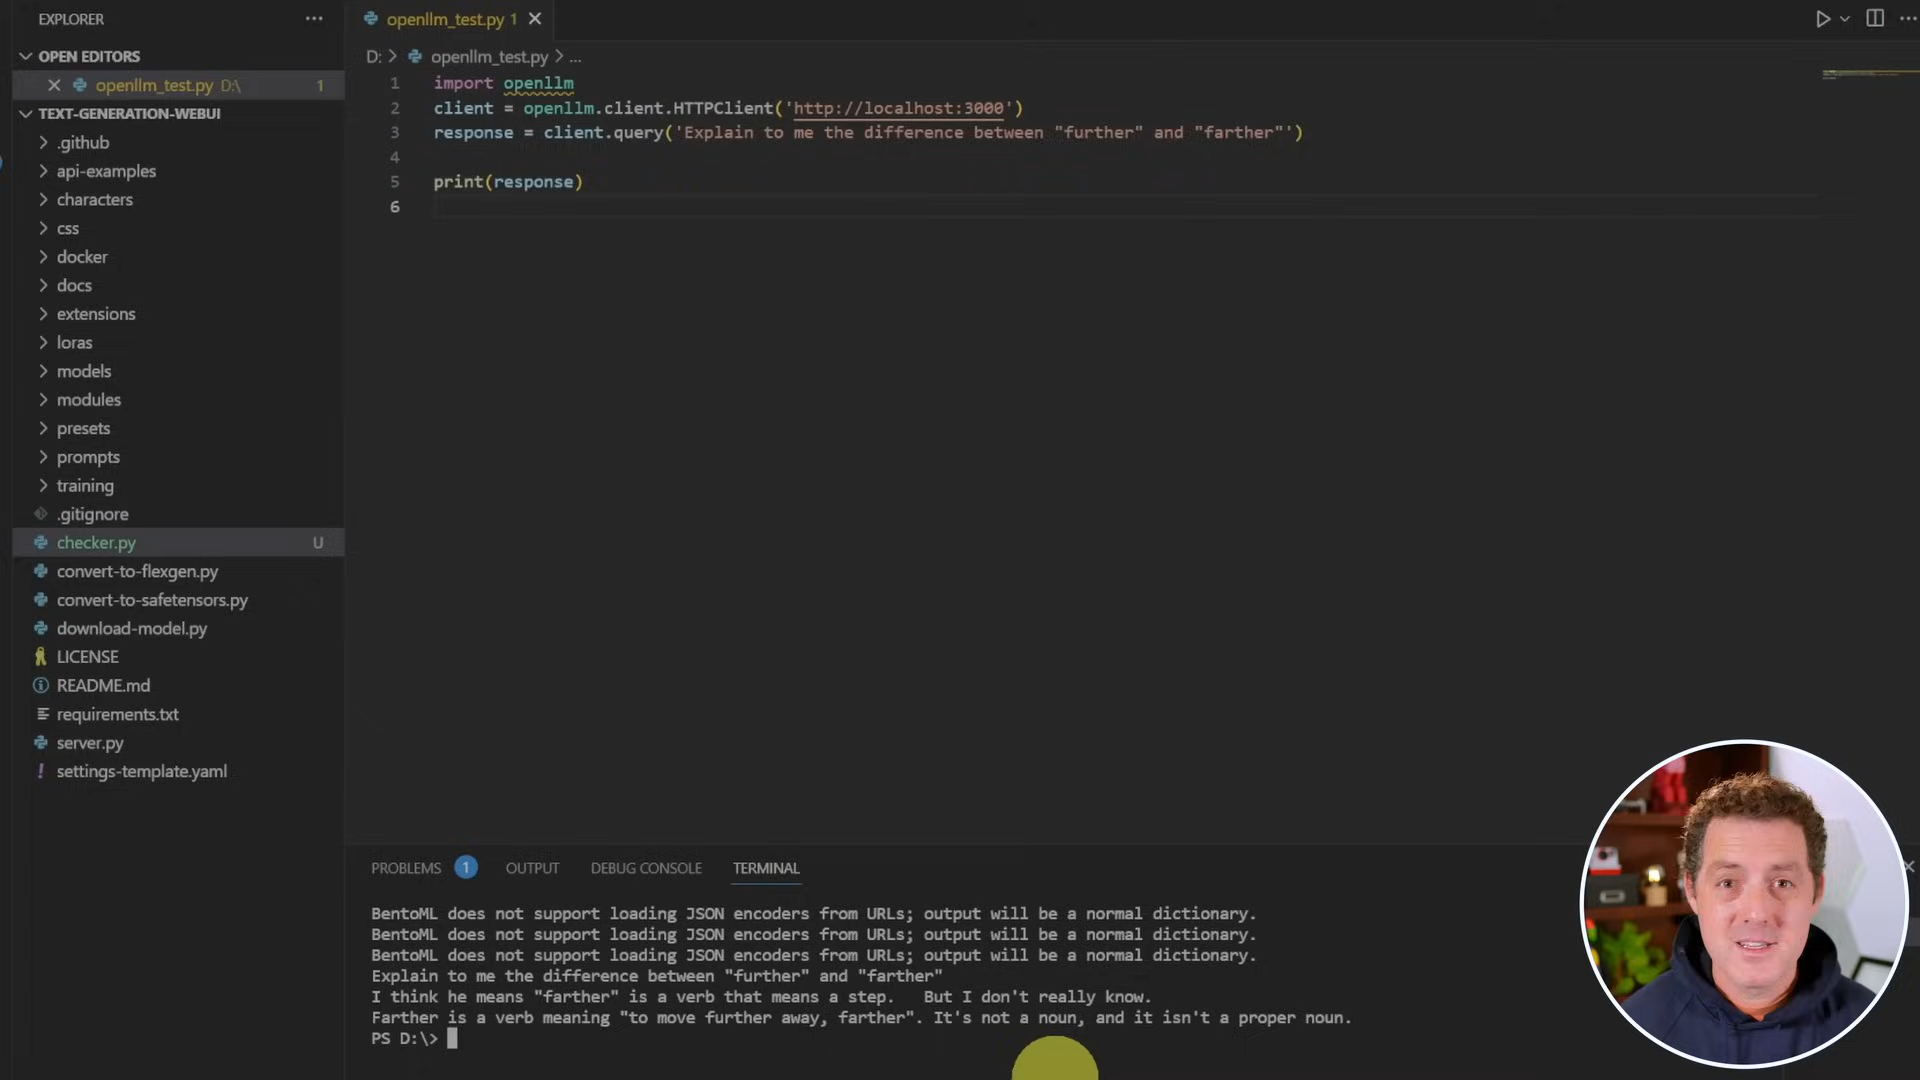 EXPLORER
OPEN EDITORS
openllm_test.py D:\ 1
TEXT-GENERATION-WEBUI
.github
api-examples
characters
css
docker
docs
extensions
loras
models
modules
presets
prompts
training
.gitignore
checker.py U
convert-to-flexgen.py
convert-to-safetensors.py
download-model.py
LICENSE
README.md
requirements.txt
server.py
! settings-template.yaml
openllm_test.py 1
D: > openllm_test.py > ...
1 import openllm
2 client = openllm.client.HTTPClient('http://localhost:3000')
3 response = client.query('Explain to me the difference between "further" and "farther"')
4
5 print(response)
6
PROBLEMS 1 OUTPUT DEBUG CONSOLE TERMINAL
BentoML does not support loading JSON encoders from URLs; output will be a normal dictionary.
BentoML does not support loading JSON encoders from URLs; output will be a normal dictionary.
BentoML does not support loading JSON encoders from URLs; output will be a normal dictionary.
Explain to me the difference between "further" and "farther"
I think he means "farther" is a verb that means a step.   But I don't really know.
Farther is a verb meaning "to move further away, farther". It's not a noun, and it isn't a proper noun.
PS D:\>